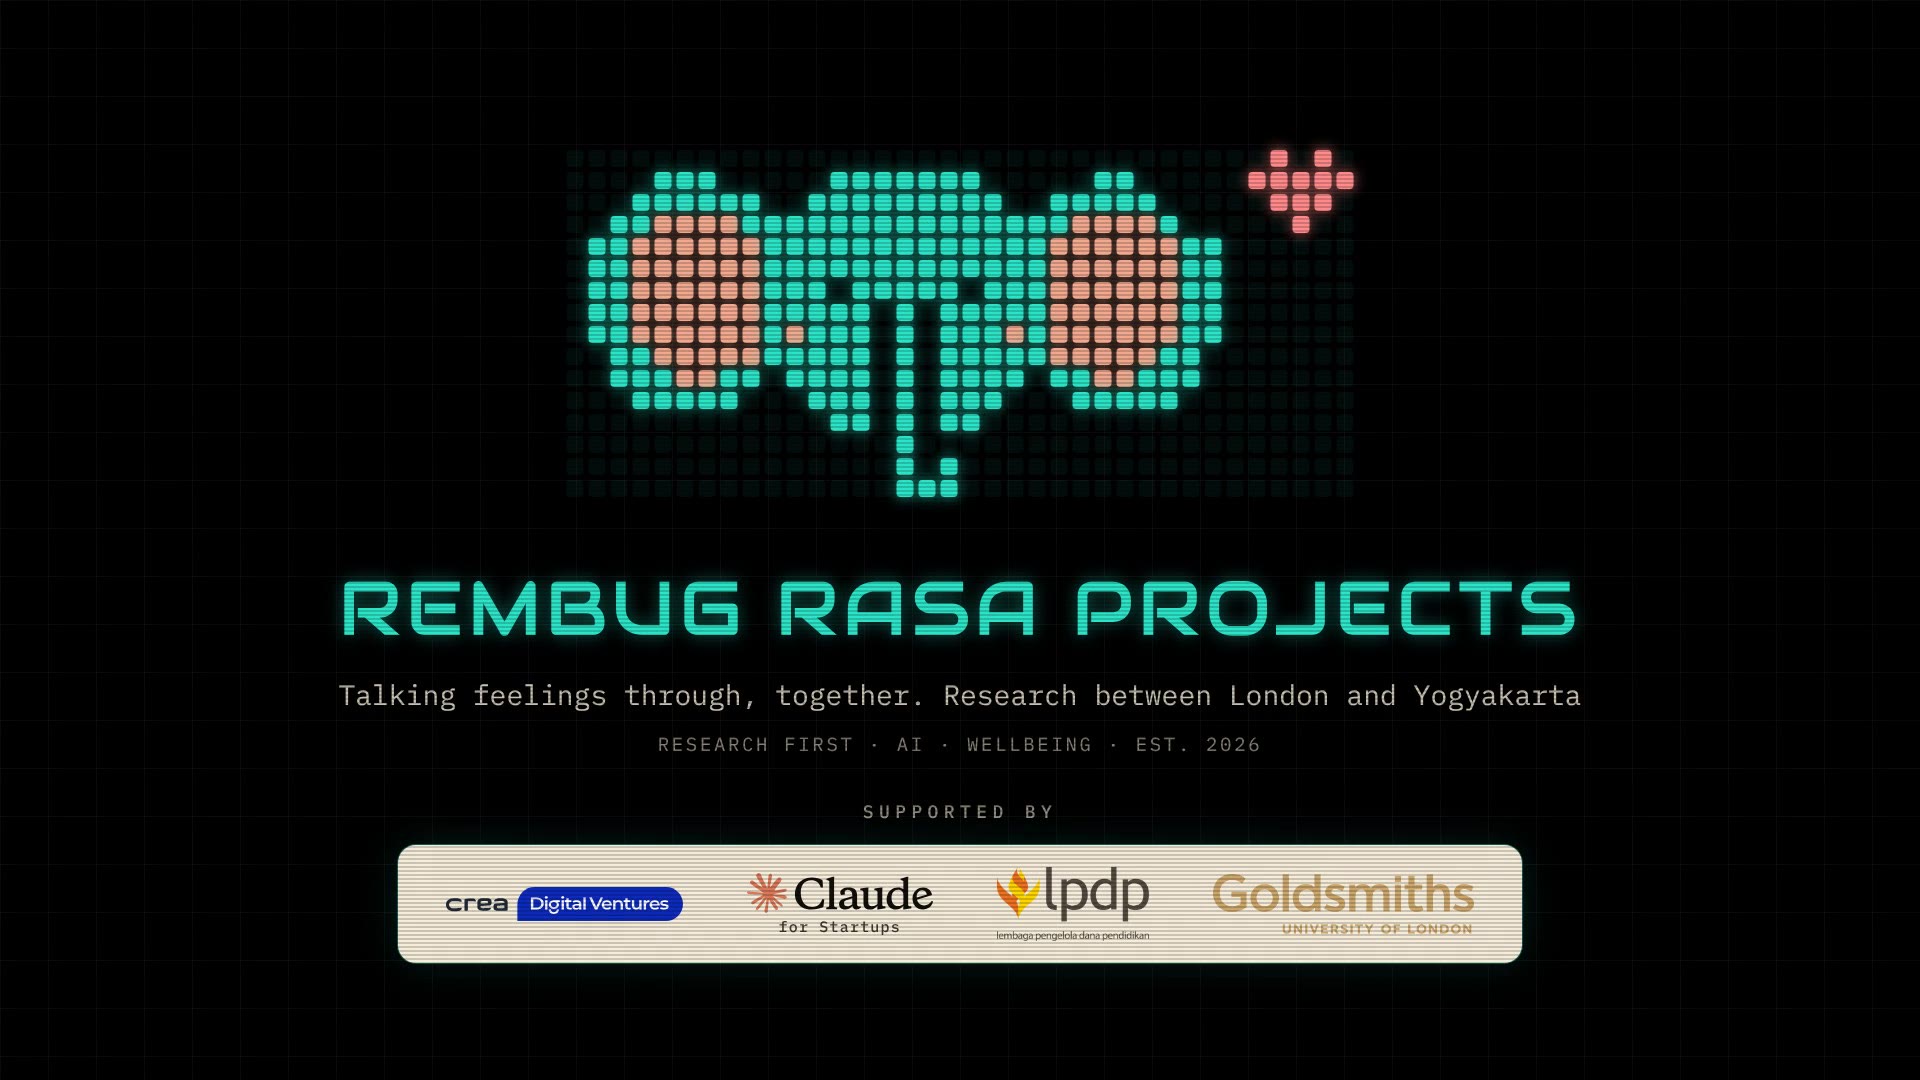 REMBUG RASA PROJECTS
Talking feelings through, together. Research between London and Yogyakarta
RESEARCH FIRST · AI · WELLBEING · EST. 2026
SUPPORTED BY
crea Digital Ventures
Claude
for Startups
lpdp
lembaga pengelola dana pendidikan
Goldsmiths
UNIVERSITY OF LONDON